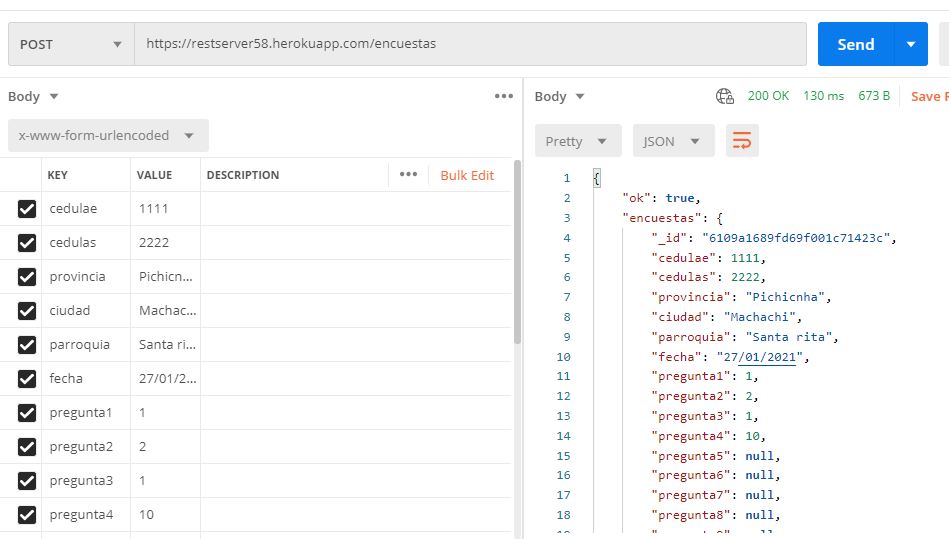 POST
https://restserver58.herokuapp.com/encuestas
Send
Body
x-www-form-urlencoded
KEY VALUE DESCRIPTION Bulk Edit
cedulae 1111
cedulas 2222
provincia Pichicn...
ciudad Machac...
parroquia Santa ri...
fecha 27/01/2...
pregunta1 1
pregunta2 2
pregunta3 1
pregunta4 10
Body 200 OK 130 ms 673 B Save
Pretty JSON
1 {
2 "ok": true,
3 "encuestas": {
4 "_id": "6109a1689fd69f001c71423c",
5 "cedulae": 1111,
6 "cedulas": 2222,
7 "provincia": "Pichicnha",
8 "ciudad": "Machachi",
9 "parroquia": "Santa rita",
10 "fecha": "27/01/2021",
11 "pregunta1": 1,
12 "pregunta2": 2,
13 "pregunta3": 1,
14 "pregunta4": 10,
15 "pregunta5": null,
16 "pregunta6": null,
17 "pregunta7": null,
18 "pregunta8": null,